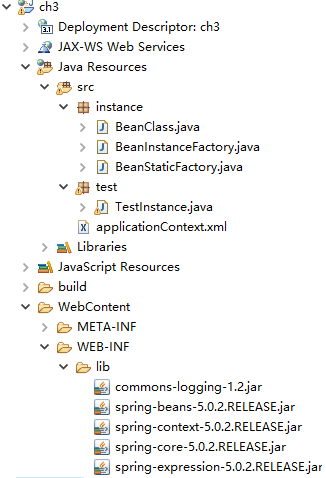 ch3
Deployment Descriptor: ch3
JAX-WS Web Services
Java Resources
src
instance
BeanClass.java
BeanInstanceFactory.java
BeanStaticFactory.java
test
TestInstance.java
applicationContext.xml
Libraries
JavaScript Resources
build
WebContent
META-INF
WEB-INF
lib
commons-logging-1.2.jar
spring-beans-5.0.2.RELEASE.jar
spring-context-5.0.2.RELEASE.jar
spring-core-5.0.2.RELEASE.jar
spring-expression-5.0.2.RELEASE.jar